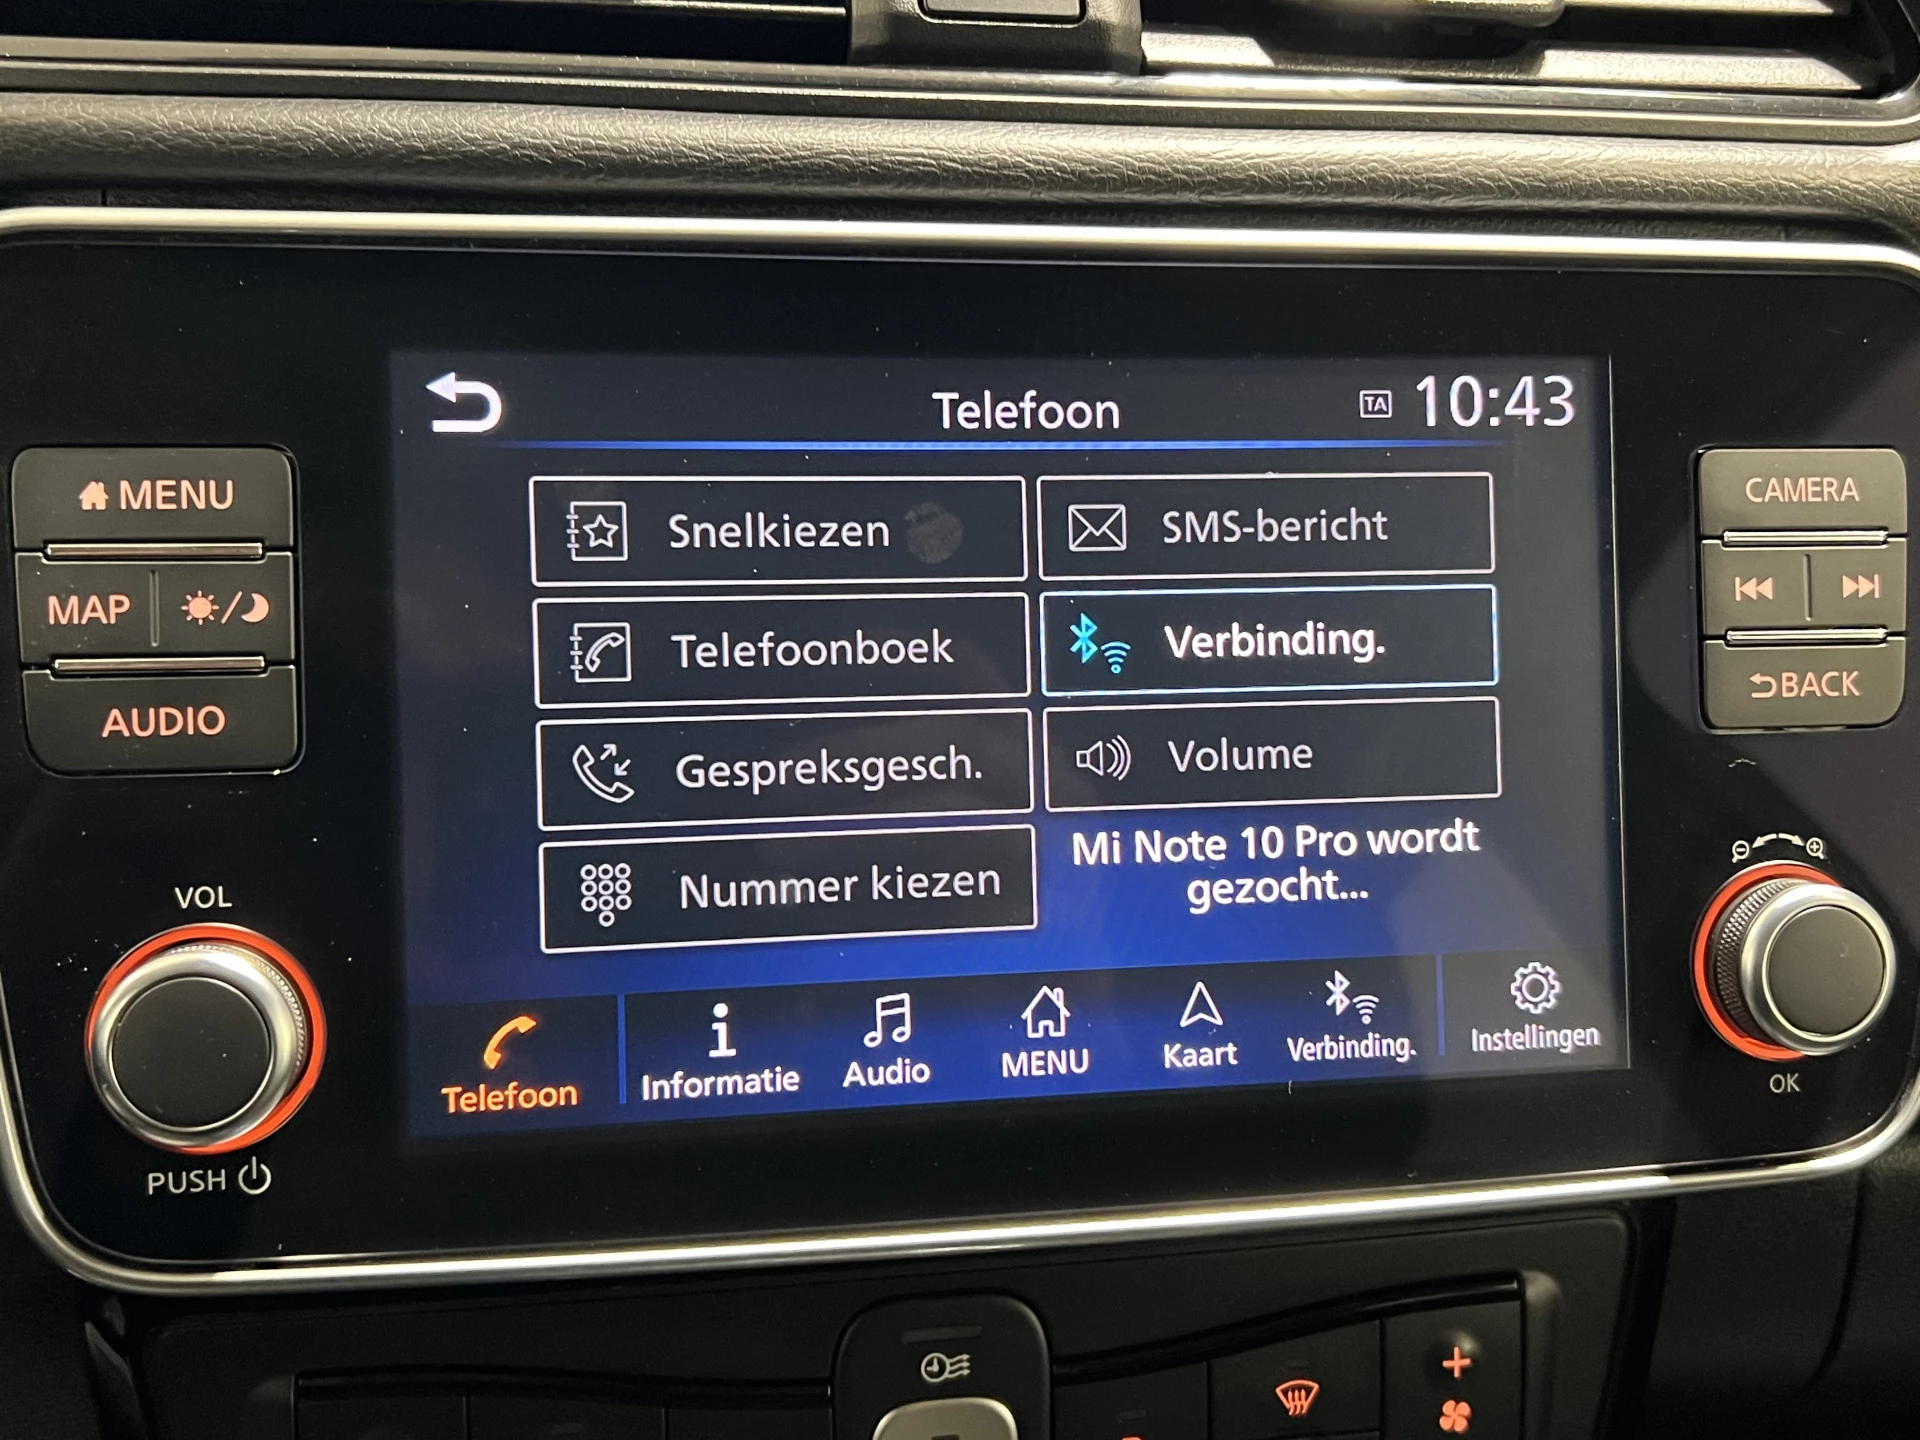 Telefoon
TA 10:43
MENU
MAP
AUDIO
VOL
PUSH
Snelkiezen
SMS-bericht
Telefoonboek
Verbinding.
Gespreksgesch.
Volume
Nummer kiezen
Mi Note 10 Pro wordt
gezocht...
Telefoon
Informatie
Audio
MENU
Kaart
Verbinding.
Instellingen
CAMERA
BACK
OK